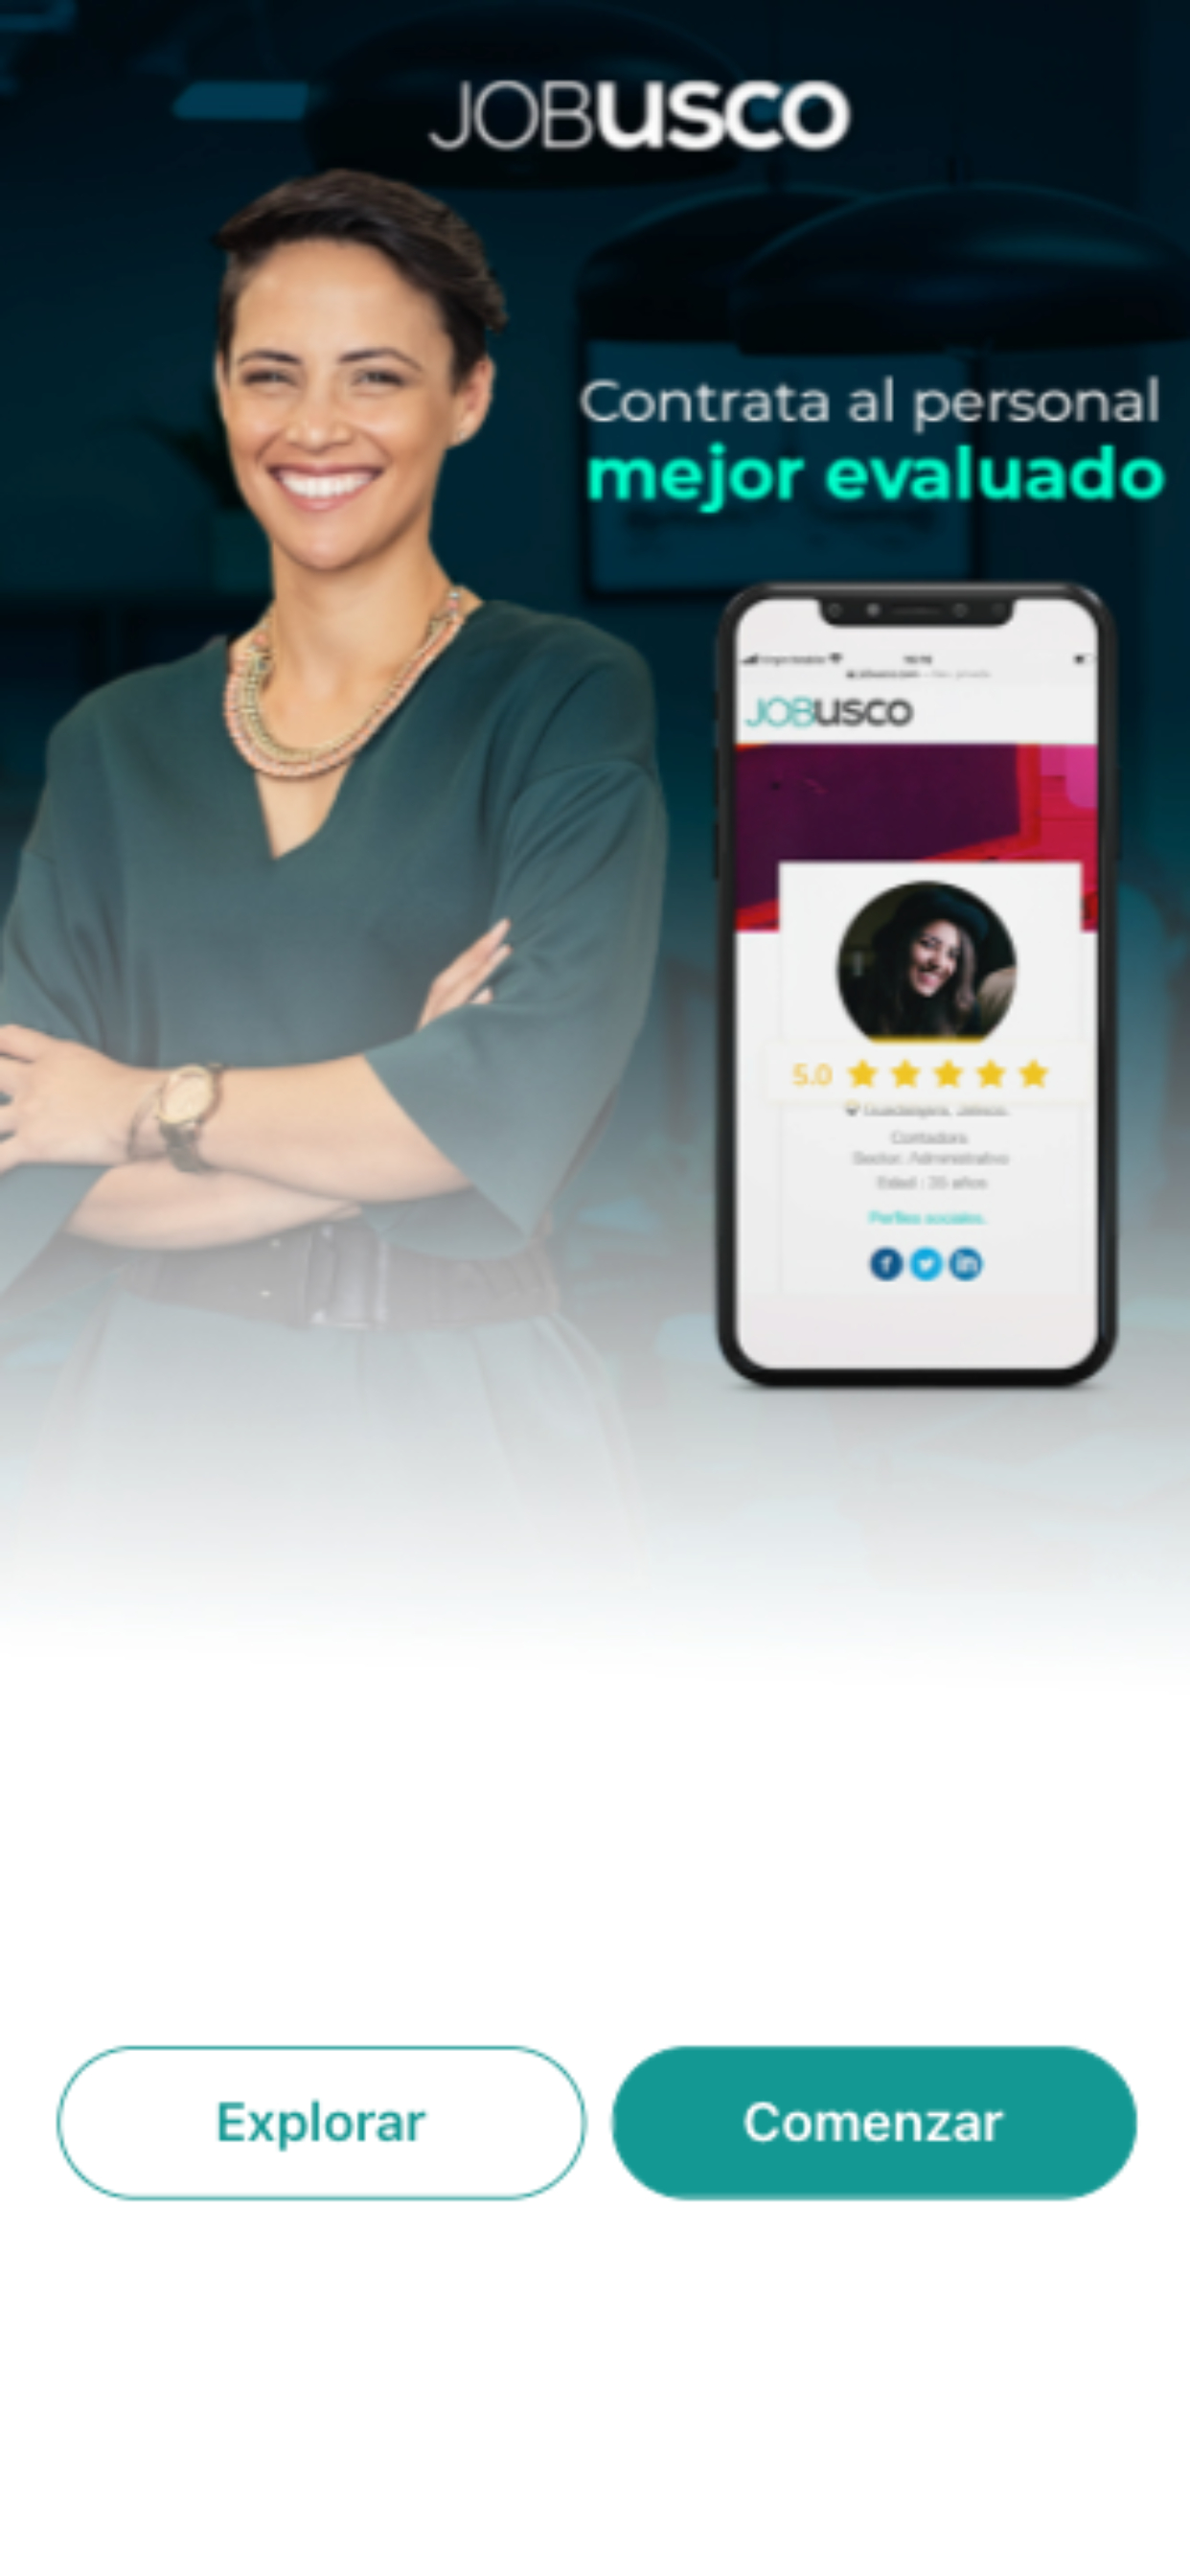 JOBUSCO
Contrata al personal
mejor evaluado
JOBUSCO
5.0
Guadalajara, Jalisco.
Contadora
Sector: Administrativo
Edad : 35 años
Perfiles sociales.
Explorar
Comenzar